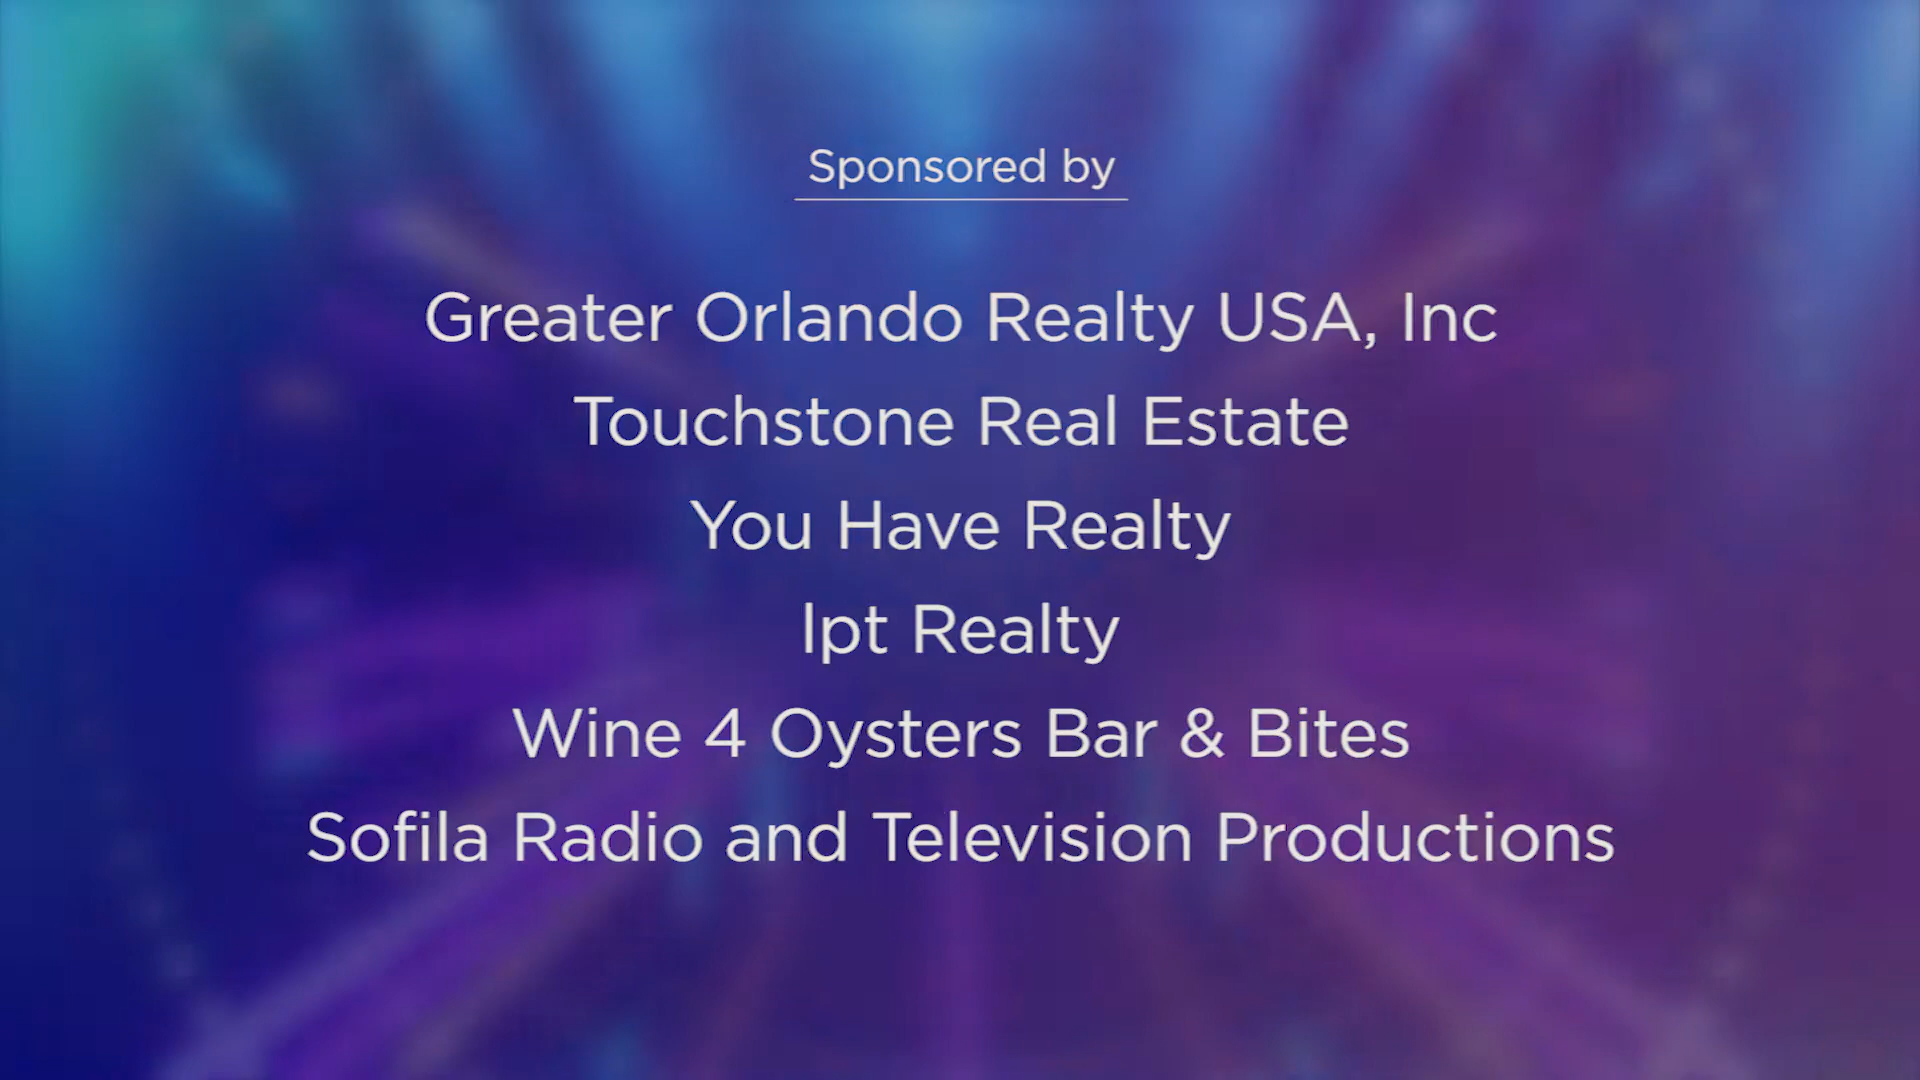 Sponsored by
Greater Orlando Realty USA, Inc
Touchstone Real Estate
You Have Realty
lpt Realty
Wine 4 Oysters Bar & Bites
Sofila Radio and Television Productions